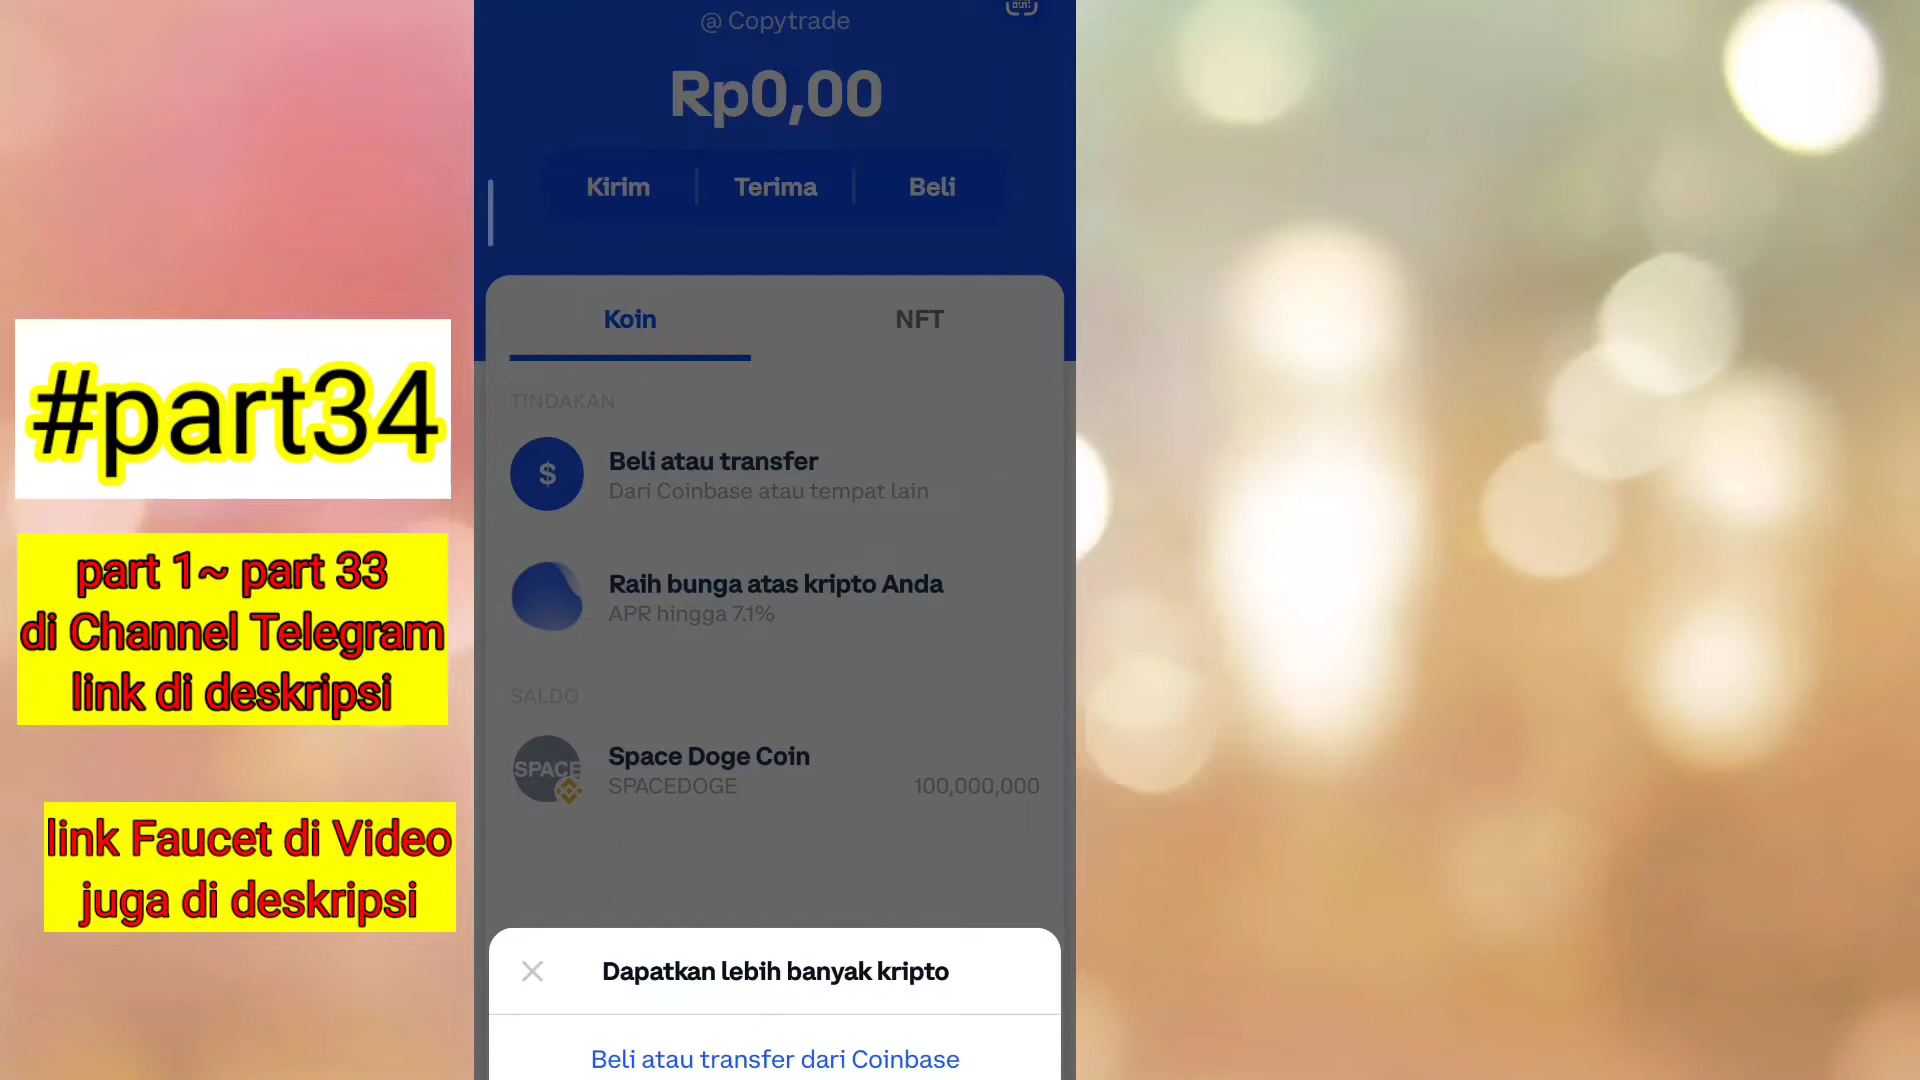 @ Copytrade
Rp0,00
Kirim
Terima
Beli
Koin
NFT
TINDAKAN
$
Beli atau transfer
Dari Coinbase atau tempat lain
Raih bunga atas kripto Anda
APR hingga 7.1%
SALDO
SPACE
Space Doge Coin
SPACEDOGE
100,000,000
Dapatkan lebih banyak kripto
Beli atau transfer dari Coinbase
#part34
part 1~ part 33
di Channel Telegram
link di deskripsi
link Faucet di Video
juga di deskripsi